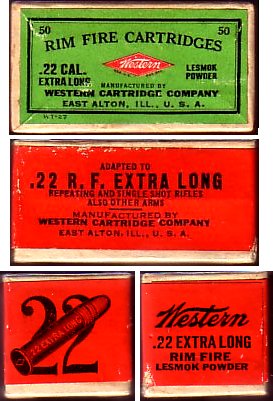 50 50
RIM FIRE CARTRIDGES
.22 CAL. Western LESMOK
EXTRA LONG POWDER
MANUFACTURED BY
WESTERN CARTRIDGE COMPANY
EAST ALTON, ILL., U. S. A.
ADAPTED TO
.22 R. F. EXTRA LONG
REPEATING AND SINGLE SHOT RIFLES
ALSO OTHER ARMS
MANUFACTURED BY
WESTERN CARTRIDGE COMPANY
EAST ALTON, ILL., U. S. A.
22
.22 EXTRA LONG
Western
.22 EXTRA LONG
RIM FIRE
LESMOK POWDER